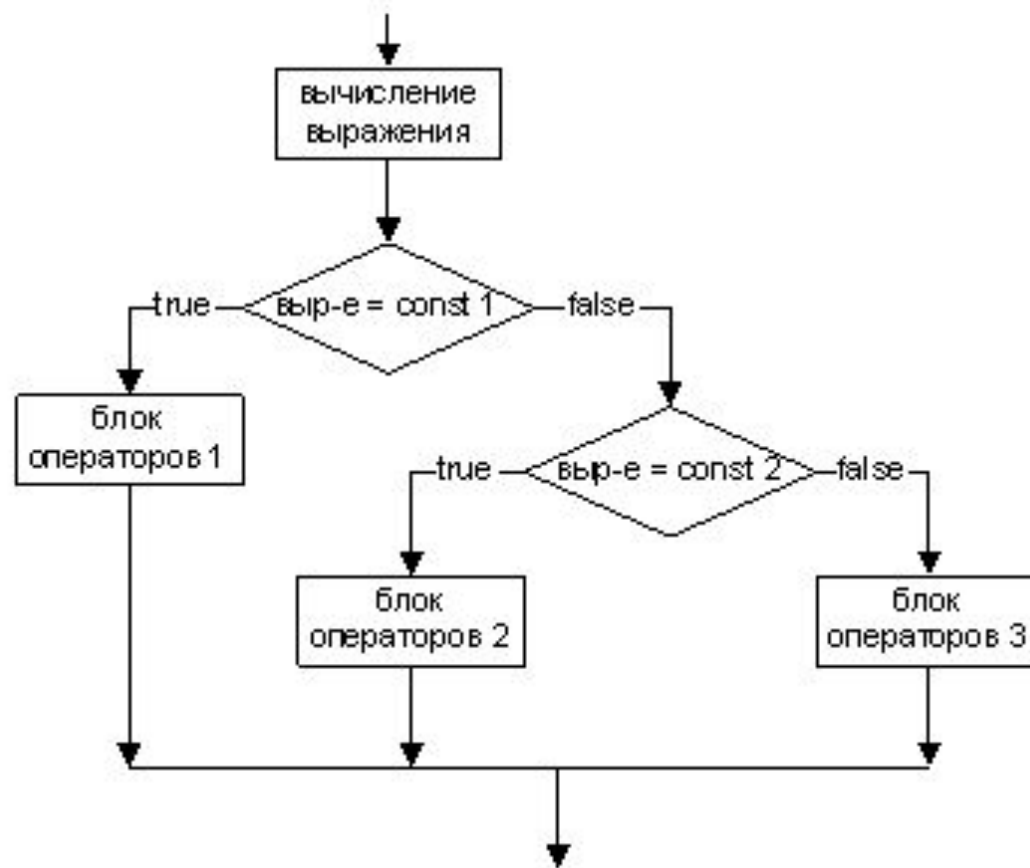 вычисление
выражения
true
выр-е = const 1
false
блок
операторов 1
true
выр-е = const 2
false
блок
операторов 2
блок
операторов 3